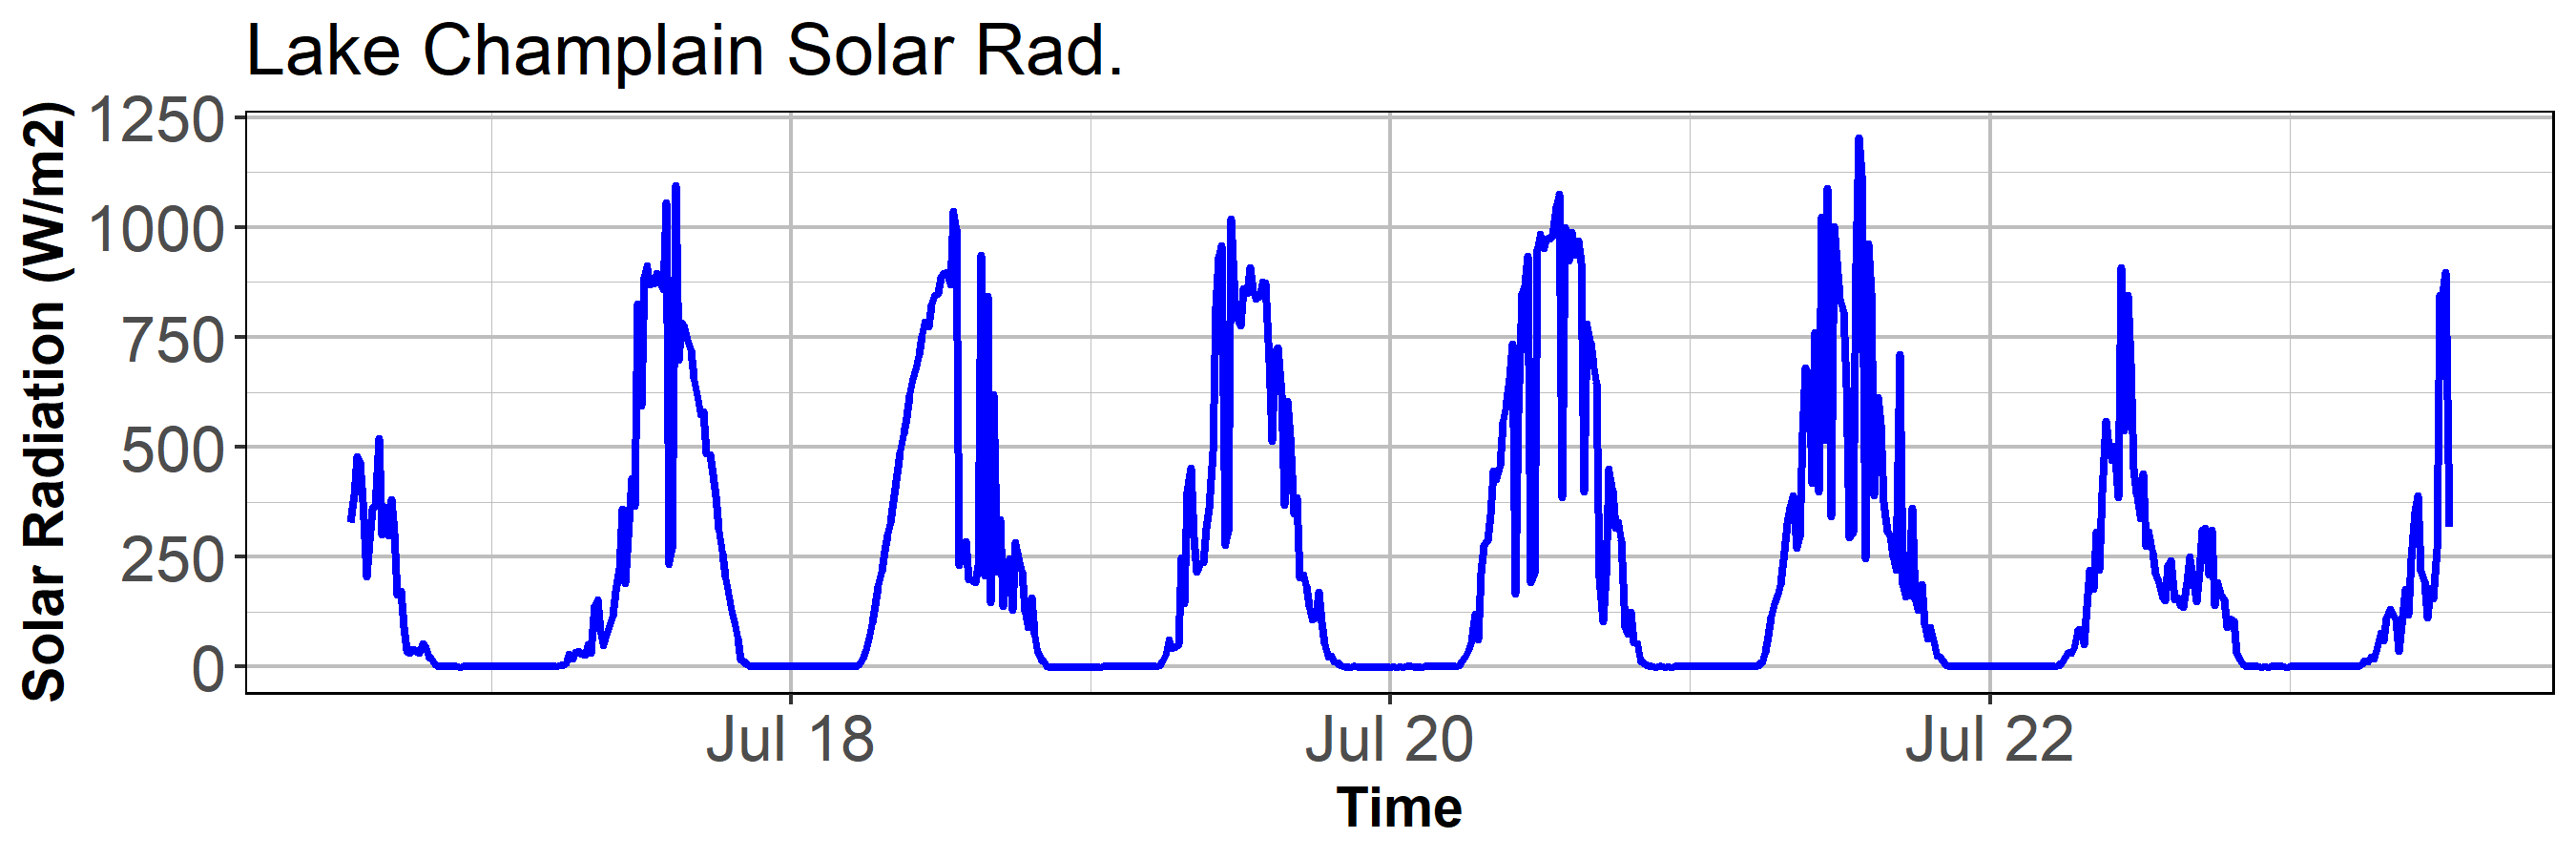 Lake Champlain Solar Rad.
Solar Radiation (W/m2)
1250
1000
750
500
250
0
Jul 18 Jul 20 Jul 22
Time